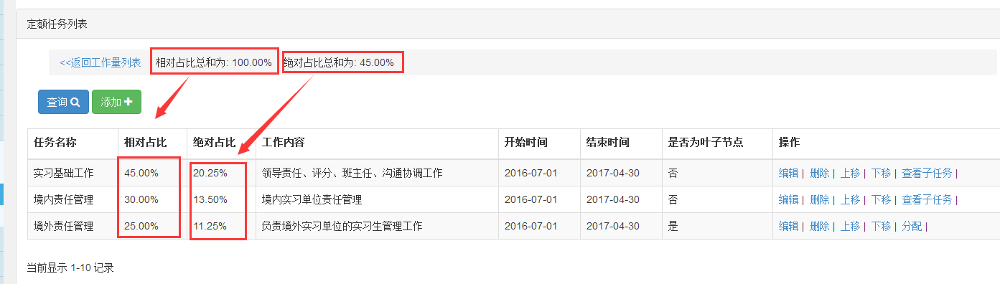 定额任务列表
<<返回工作量列表 相对占比总和为: 100.00% 绝对占比总和为: 45.00%
查询 添加
任务名称 相对占比 绝对占比 工作内容 开始时间 结束时间 是否为叶子节点 操作
实习基础工作 45.00% 20.25% 领导责任、评分、班主任、沟通协调工作 2016-07-01 2017-04-30 否 编辑 | 删除 | 上移 | 下移 | 查看子任务 |
境内责任管理 30.00% 13.50% 境内实习单位责任管理 2016-07-01 2017-04-30 否 编辑 | 删除 | 上移 | 下移 | 查看子任务 |
境外责任管理 25.00% 11.25% 负责境外实习单位的实习生管理工作 2016-07-01 2017-04-30 是 编辑 | 删除 | 上移 | 下移 | 分配 |
当前显示 1-10 记录